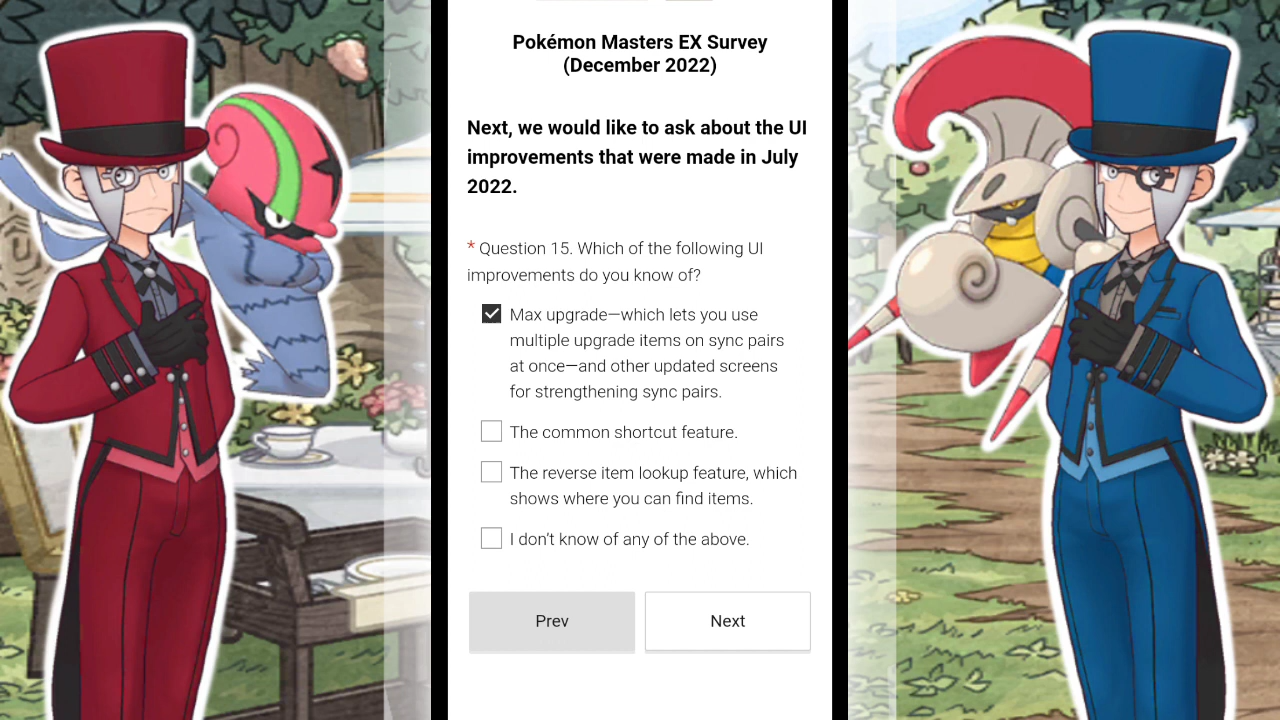 Pokémon Masters EX Survey
(December 2022)
Next, we would like to ask about the UI
improvements that were made in July
2022.
* Question 15. Which of the following UI
improvements do you know of?
Max upgrade—which lets you use
multiple upgrade items on sync pairs
at once—and other updated screens
for strengthening sync pairs.
The common shortcut feature.
The reverse item lookup feature, which
shows where you can find items.
I don't know of any of the above.
Prev
Next